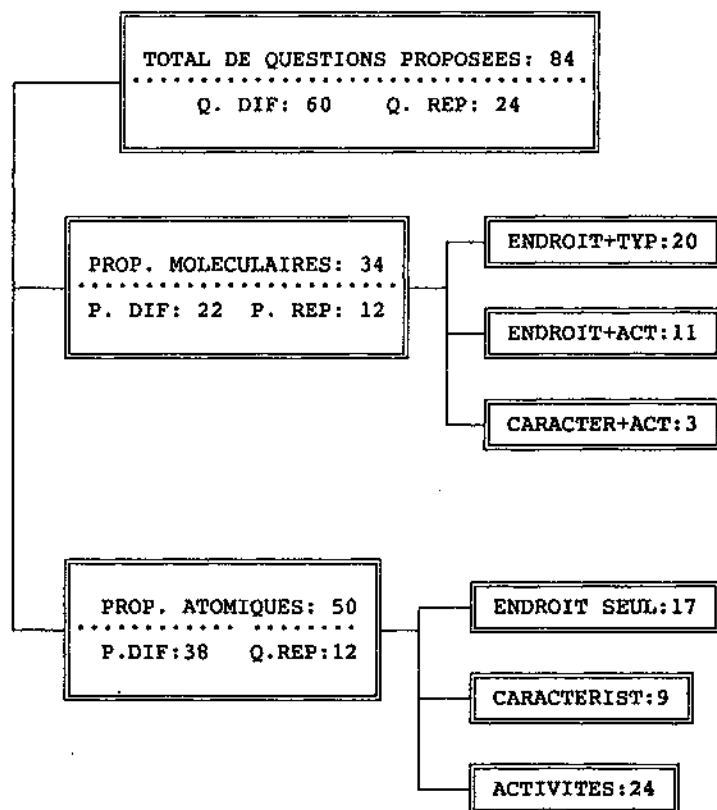 TOTAL DE QUESTIONS PROPOSEES: 84
Q. DIF: 60 Q. REP: 24
PROP. MOLECULAIRES: 34
P. DIF: 22 P. REP: 12
ENDROIT+TYP:20
ENDROIT+ACT:11
CARACTER+ACT:3
PROP. ATOMIQUES: 50
P.DIF:38 Q.REP:12
ENDROIT SEUL:17
CARACTERIST:9
ACTIVITES:24